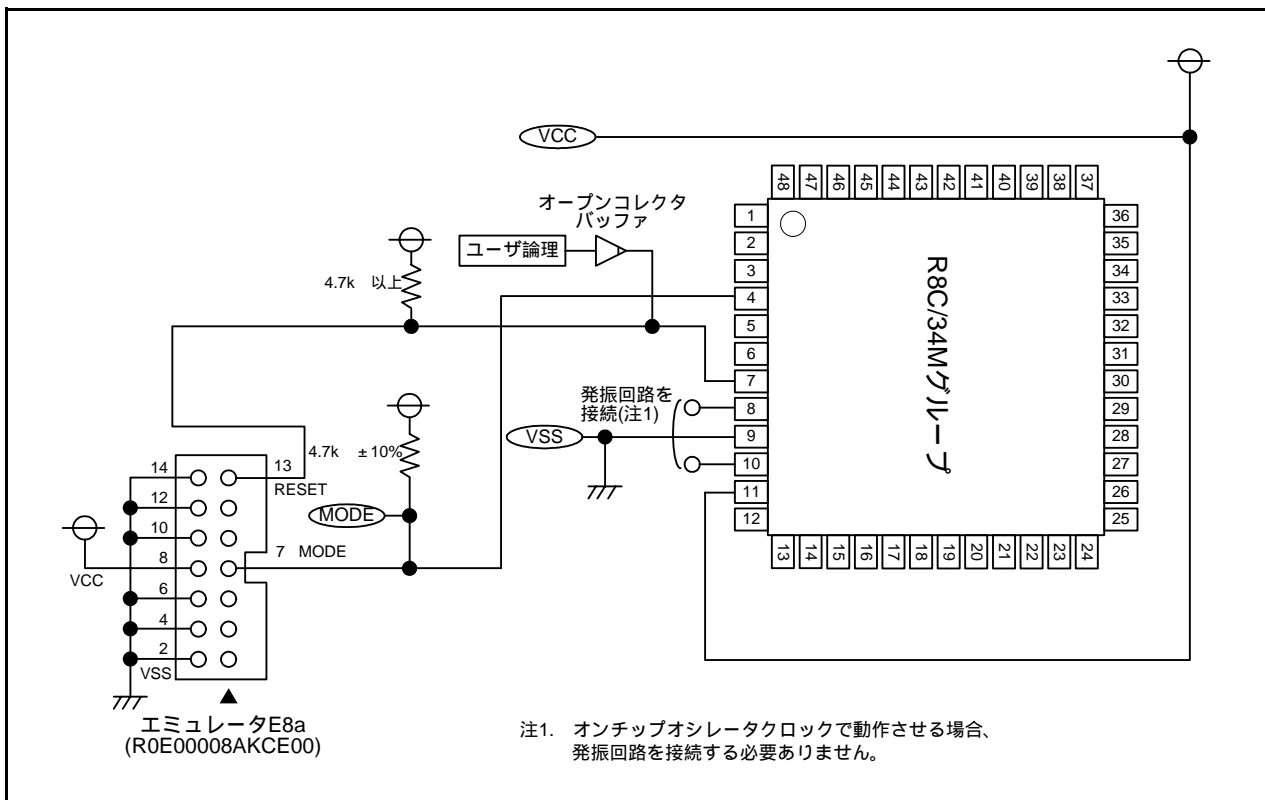 VCC
オープンコレクタ
バッファ
ユーザ論理
4.7k 以上
発振回路を
接続(注1)
VSS
4.7k ±10%
MODE
14
12
10
8
6
4
2
13
RESET
7 MODE
VCC
VSS
エミュレータE8a
(R0E00008AKCE00)
48 47 46 45 44 43 42 41 40 39 38 37
1
2
3
4
5
6
7
8
9
10
11
12
R8C/34Mグループ
36
35
34
33
32
31
30
29
28
27
26
25
13 14 15 16 17 18 19 20 21 22 23 24
注1. オンチップオシレータクロックで動作させる場合、
発振回路を接続する必要ありません。